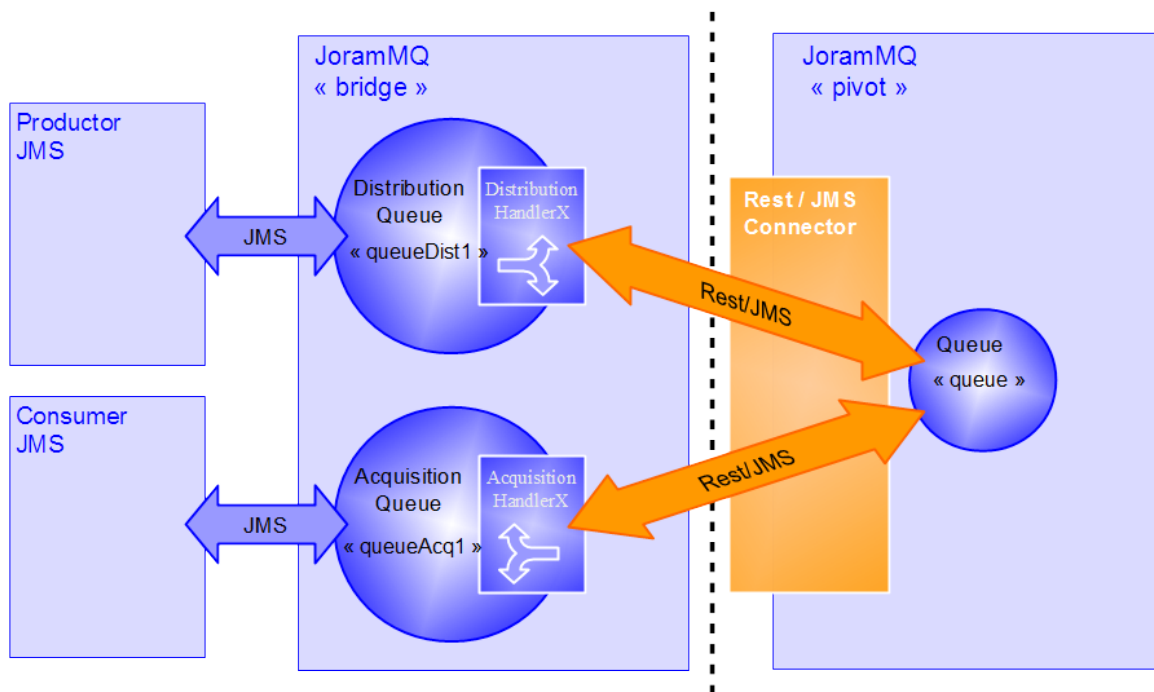 JoramMQ
« bridge »
JoramMQ
« pivot »
Productor
JMS
Distribution
Queue
« queueDist1 »
Distribution
HandlerX
JMS
Rest / JMS
Connector
Rest/JMS
Queue
« queue »
Consumer
JMS
Acquisition
Queue
« queueAcq1 »
Acquisition
HandlerX
JMS
Rest/JMS